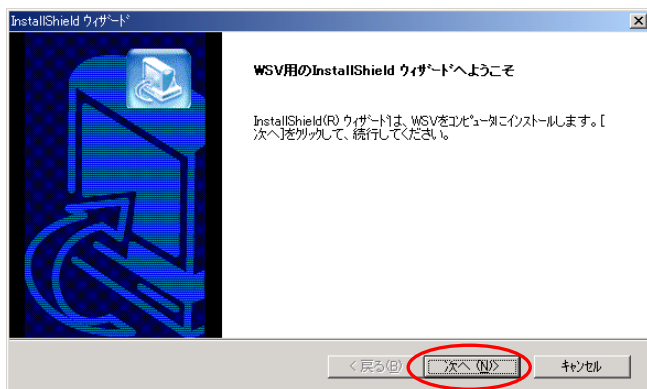 InstallShield ウィザード
WSV用のInstallShield ウィザードへようこそ
InstallShield(R) ウィザードは、WSVをコンピュータにインストールします。[
次へ]をクリックして、続行してください。
< 戻る(B)
次へ (N)>
キャンセル